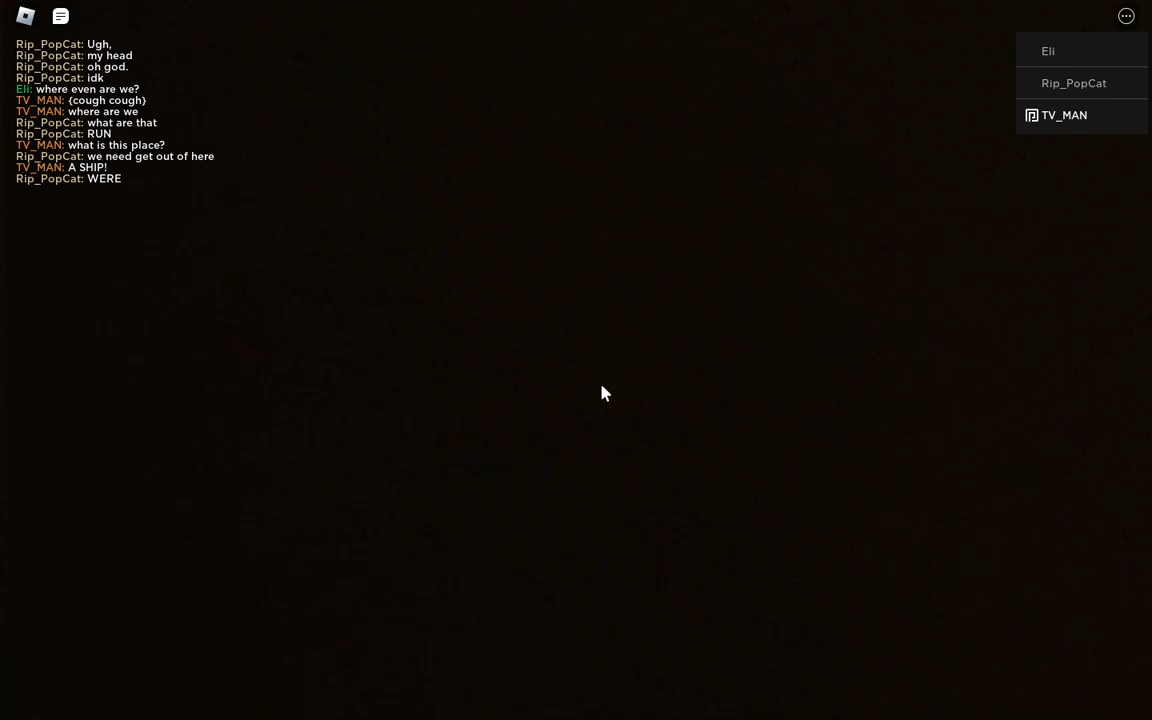 Rip_PopCat: Ugh,
Rip_PopCat: my head
Rip_PopCat: oh god.
Rip_PopCat: idk
Eli: where even are we?
TV_MAN: {cough cough}
TV_MAN: where are we
Rip_PopCat: what are that
Rip_PopCat: RUN
TV_MAN: what is this place?
Rip_PopCat: we need get out of here
TV_MAN: A SHIP!
Rip_PopCat: WERE
Eli
Rip_PopCat
TV_MAN